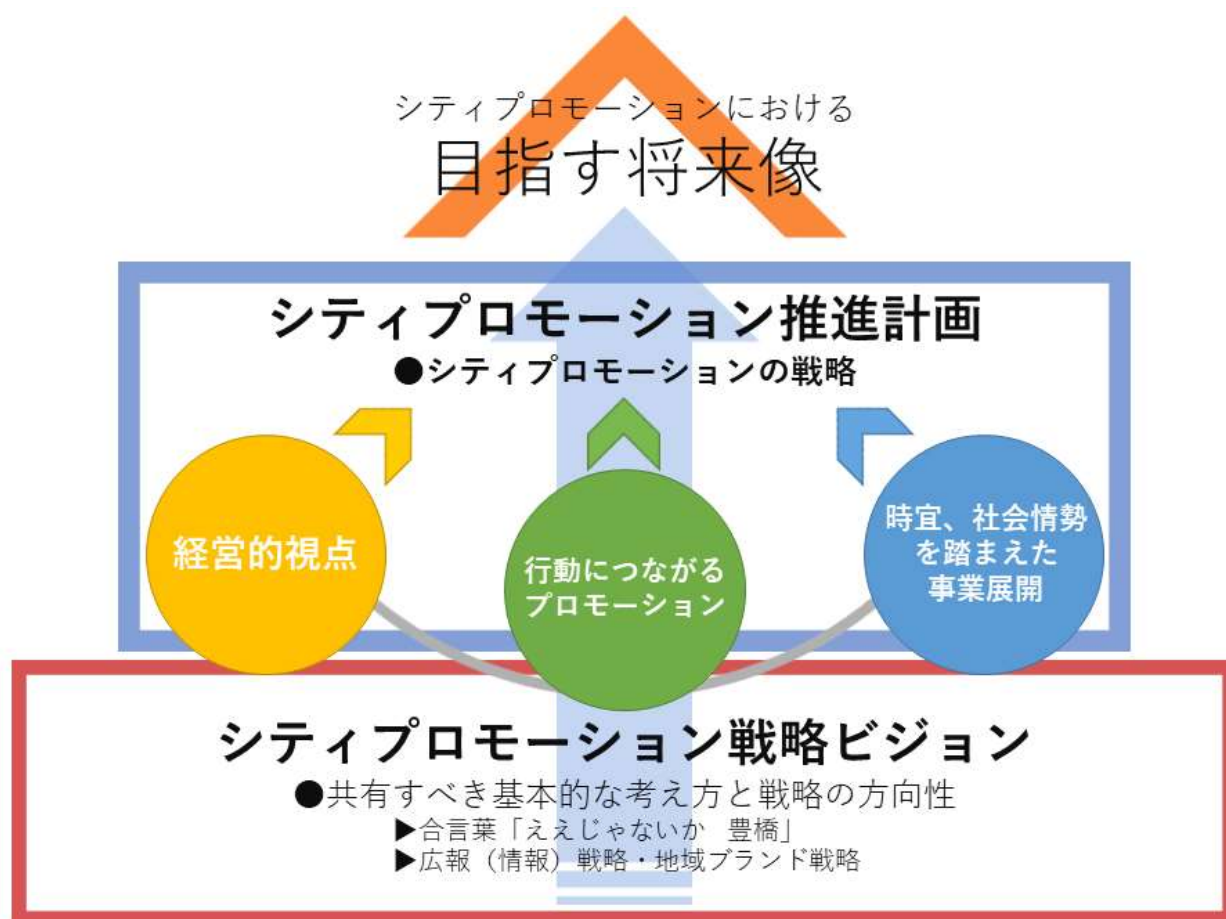 シティプロモーションにおける
目指す将来像
シティプロモーション推進計画
●シティプロモーションの戦略
経営的視点
行動につながる
プロモーション
時宜、社会情勢
を踏まえた
事業展開
シティプロモーション戦略ビジョン
●共有すべき基本的な考え方と戦略の方向性
▶合言葉「ええじゃないか　豊橋」
▶広報（情報）戦略・地域ブランド戦略